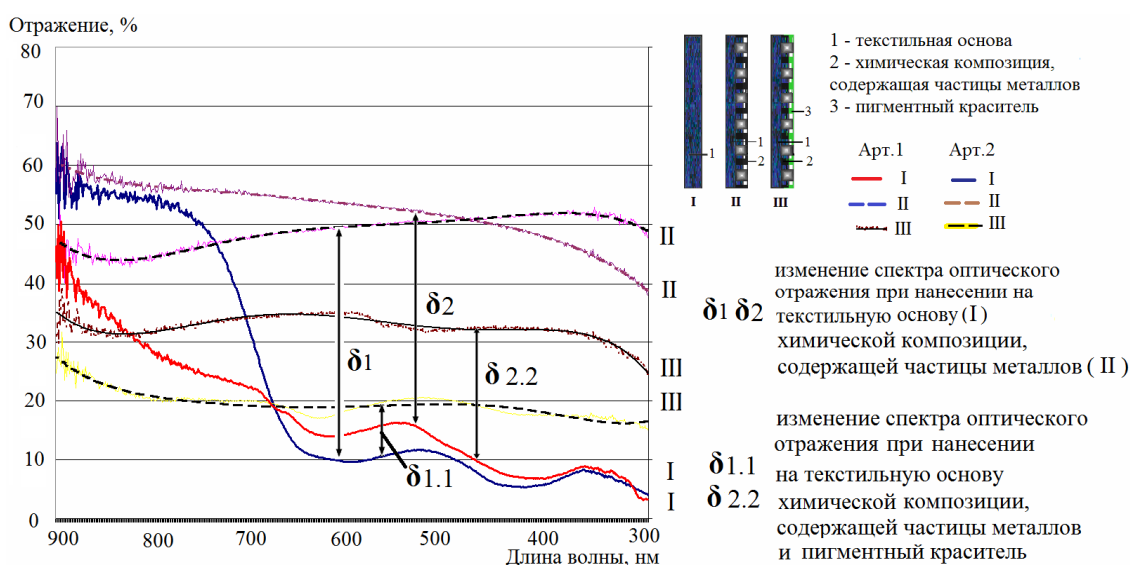 Отражение, %
80
70
60
50
40
30
20
10
0
900
800
700
600
500
400
300
Длина волны, нм
δ1
δ2
δ1.1
δ 2.2
II
II
III
III
I
I
1
1
2
3
1
2
I
II
III
1 - текстильная основа
2 - химическая композиция,
содержащая частицы металлов
3 - пигментный краситель
Арт.1
Арт.2
I
I
II
II
III
III
δ1 δ2
изменение спектра оптического
отражения при нанесении на
текстильную основу (I)
химической композиции,
содержащей частицы металлов ( II )
δ1.1
δ 2.2
изменение спектра оптического
отражения при нанесении
на текстильную основу
химической композиции,
содержащей частицы металлов
и пигментный краситель